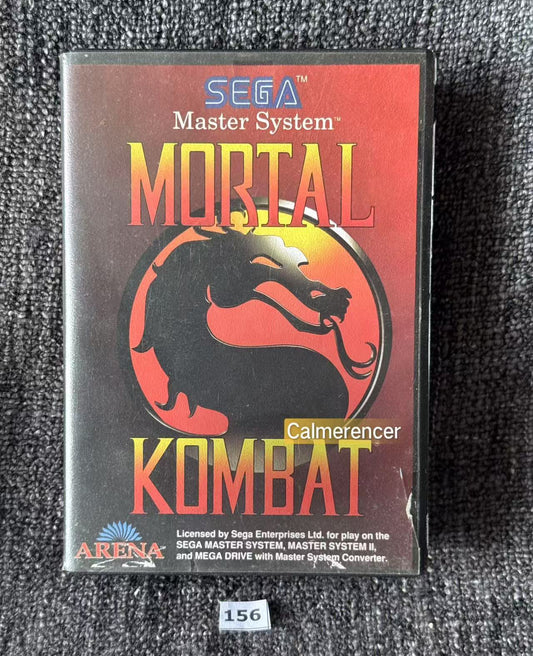 SEGA™
Master System™
MORTAL
KOMBAT™
Calmerencer
ARENA
Licensed by Sega Enterprises Ltd. for play on the
SEGA MASTER SYSTEM, MASTER SYSTEM II,
and MEGA DRIVE with Master System Converter.
156